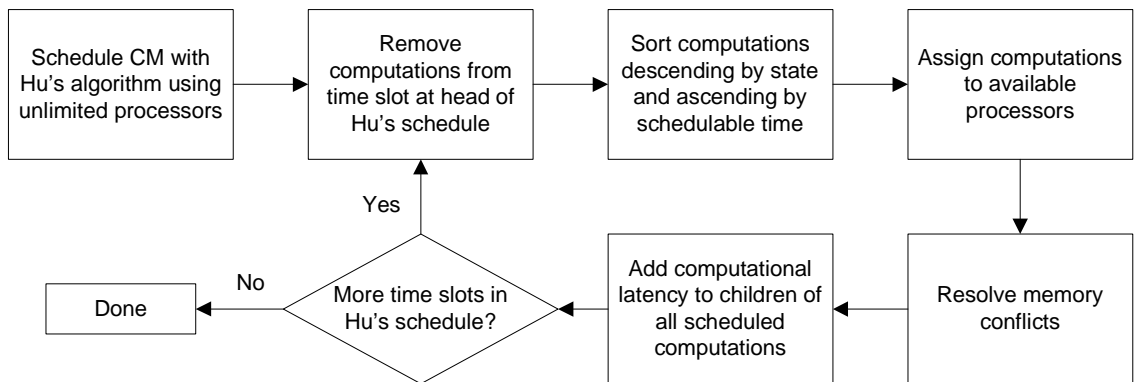 Schedule CM with
Hu's algorithm using
unlimited processors
Remove
computations from
time slot at head of
Hu's schedule
Sort computations
descending by state
and ascending by
schedulable time
Assign computations
to available
processors
Resolve memory
conflicts
Add computational
latency to children of
all scheduled
computations
More time slots in
Hu's schedule?
Yes
No
Done